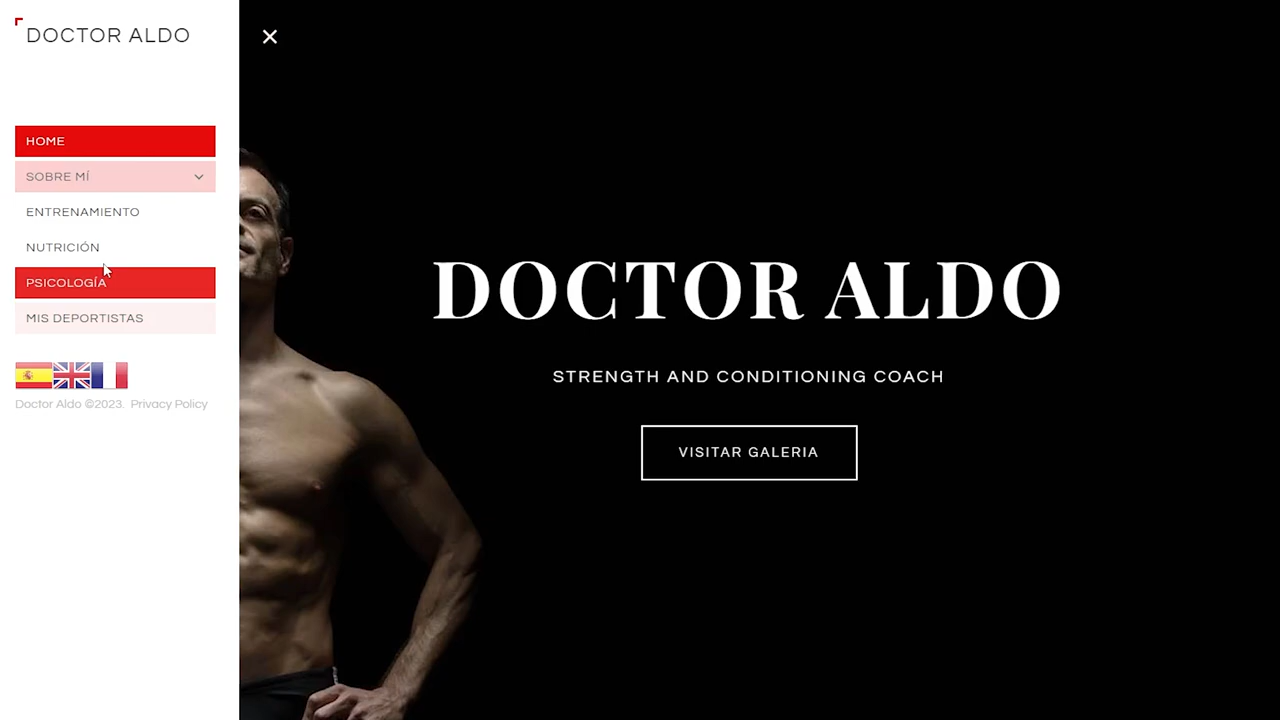 DOCTOR ALDO
HOME
SOBRE MÍ
ENTRENAMIENTO
NUTRICIÓN
PSICOLOGÍA
MIS DEPORTISTAS
Doctor Aldo ©2023. Privacy Policy
DOCTOR ALDO
STRENGTH AND CONDITIONING COACH
VISITAR GALERIA